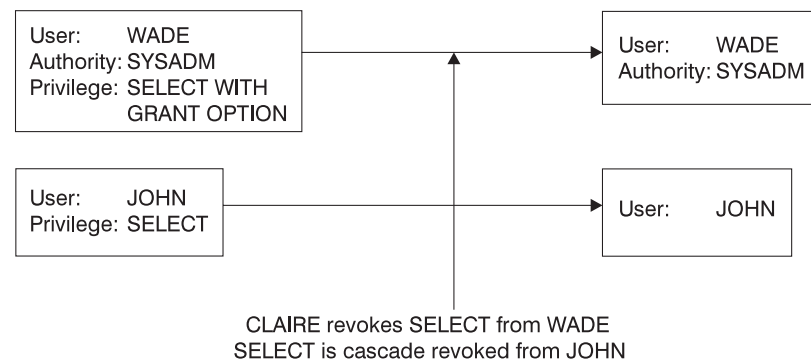 User: WADE
Authority: SYSADM
Privilege: SELECT WITH
GRANT OPTION
User: WADE
Authority: SYSADM
User: JOHN
Privilege: SELECT
User: JOHN
CLAIRE revokes SELECT from WADE
SELECT is cascade revoked from JOHN